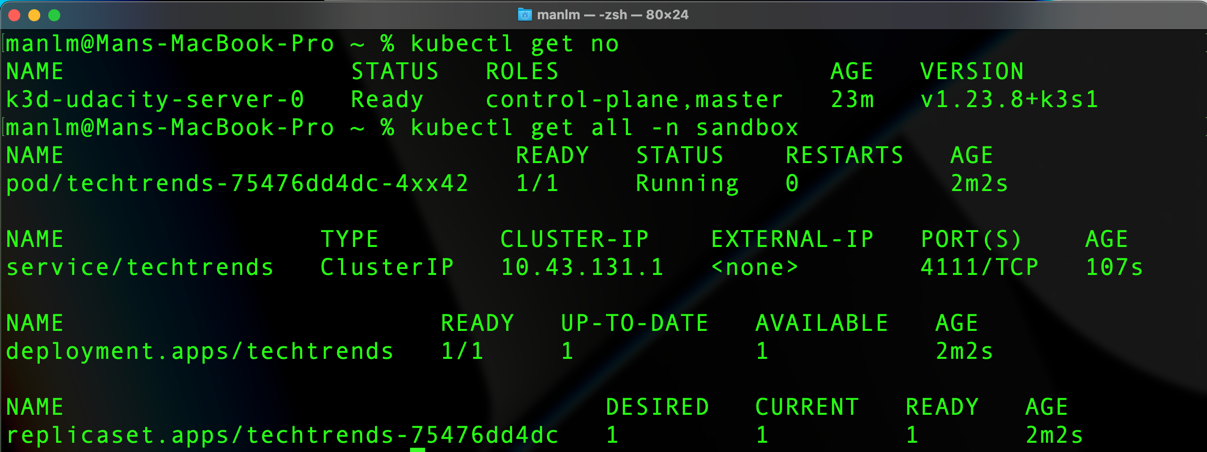 manlm — -zsh — 80×24
[manlm@Mans-MacBook-Pro ~ % kubectl get no
NAME STATUS ROLES AGE VERSION
k3d-udacity-server-0 Ready control-plane,master 23m v1.23.8+k3s1
[manlm@Mans-MacBook-Pro ~ % kubectl get all -n sandbox
NAME READY STATUS RESTARTS AGE
pod/techtrends-75476dd4dc-4xx42 1/1 Running 0 2m2s
NAME TYPE CLUSTER-IP EXTERNAL-IP PORT(S) AGE
service/techtrends ClusterIP 10.43.131.1 <none> 4111/TCP 107s
NAME READY UP-TO-DATE AVAILABLE AGE
deployment.apps/techtrends 1/1 1 1 2m2s
NAME DESIRED CURRENT READY AGE
replicaset.apps/techtrends-75476dd4dc 1 1 1 2m2s